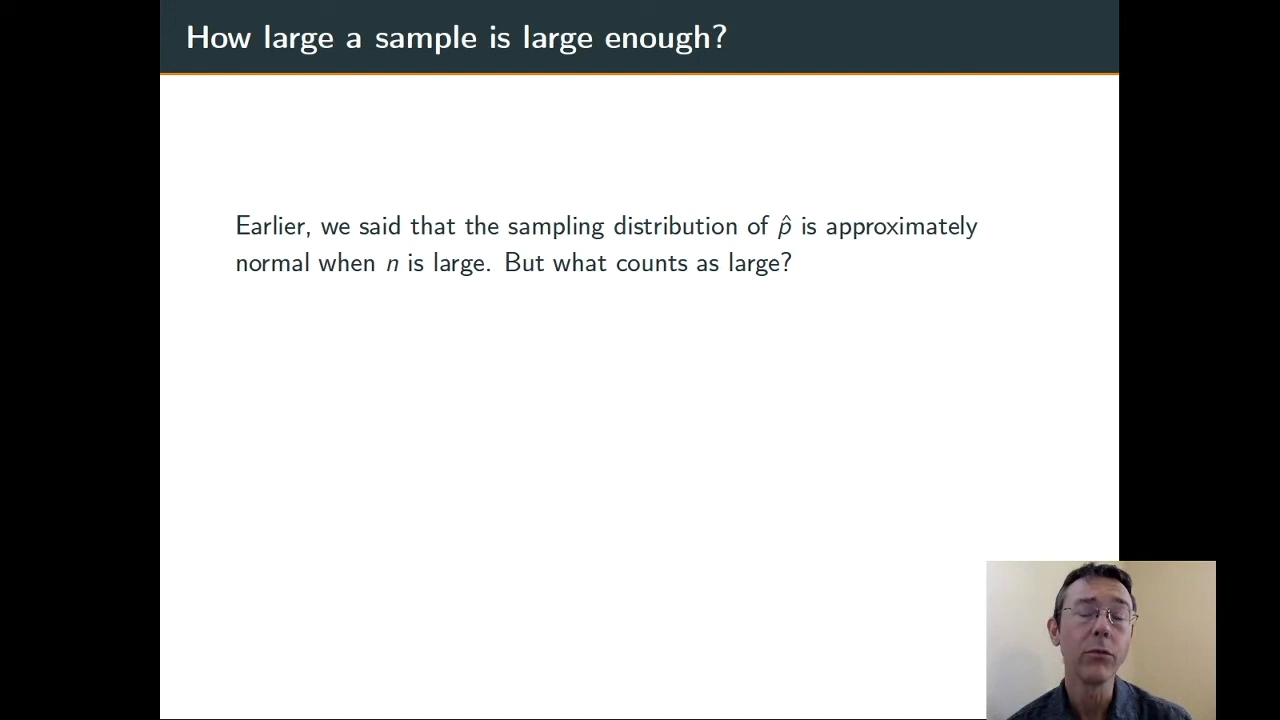 How large a sample is large enough?
Earlier, we said that the sampling distribution of p̂ is approximately
normal when n is large. But what counts as large?